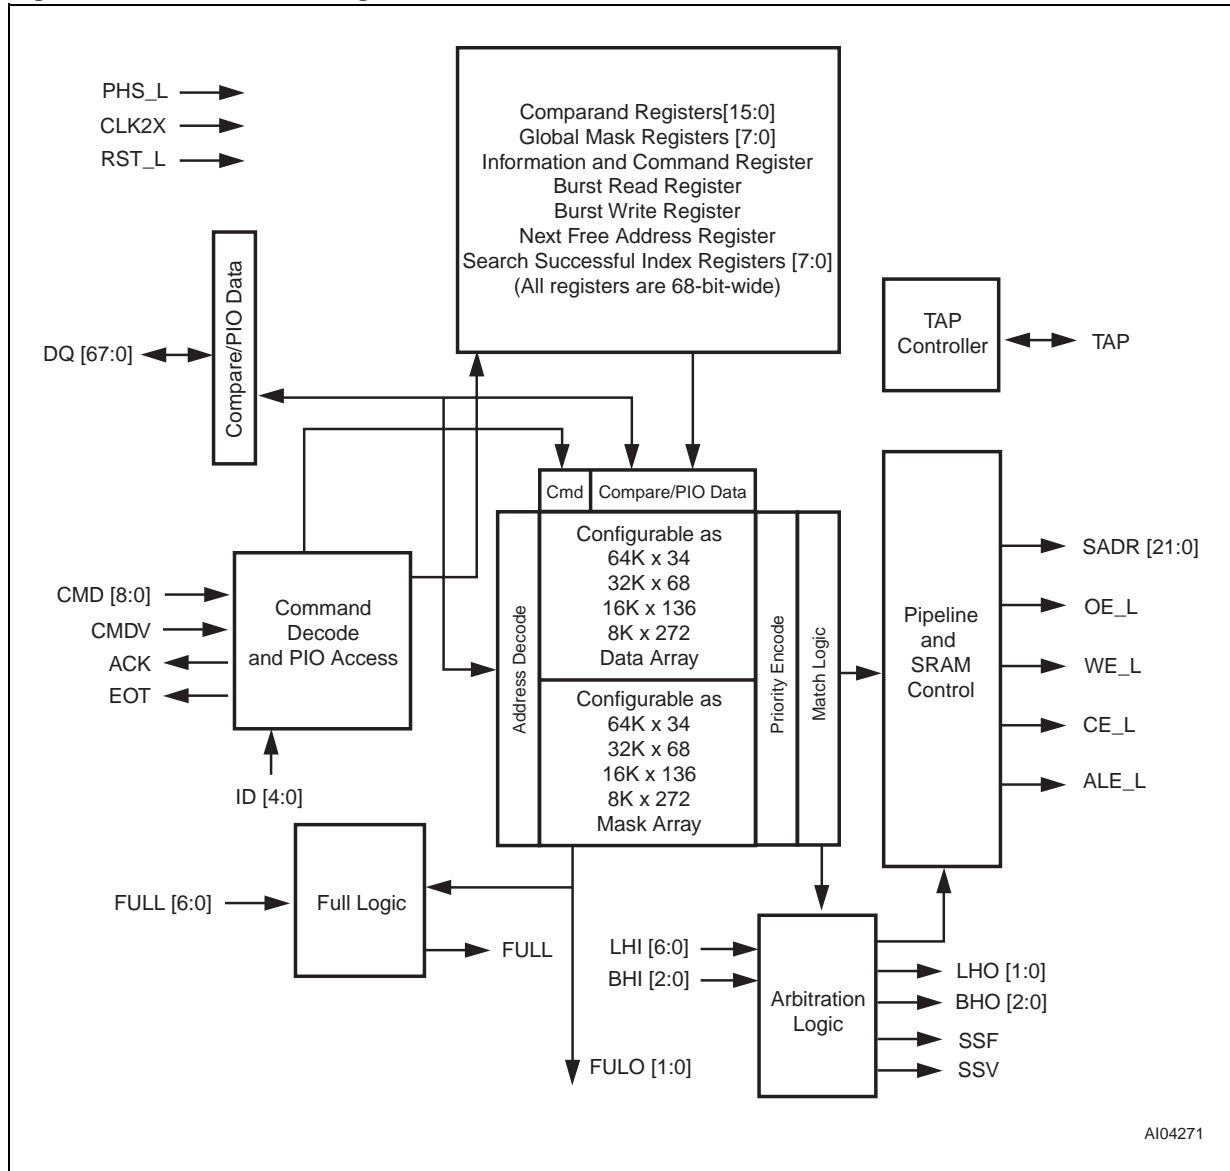 PHS_L
CLK2X
RST_L
Comparand Registers[15:0]
Global Mask Registers [7:0]
Information and Command Register
Burst Read Register
Burst Write Register
Next Free Address Register
Search Successful Index Registers [7:0]
(All registers are 68-bit-wide)
Compare/PIO Data
DQ [67:0]
TAP
Controller
TAP
Cmd
Compare/PIO Data
Address Decode
Configurable as
64K x 34
32K x 68
16K x 136
8K x 272
Data Array
Configurable as
64K x 34
32K x 68
16K x 136
8K x 272
Mask Array
Priority Encode
Match Logic
CMD [8:0]
CMDV
ACK
EOT
Command
Decode
and PIO Access
ID [4:0]
Pipeline
and
SRAM
Control
SADR [21:0]
OE_L
WE_L
CE_L
ALE_L
FULL [6:0]
Full Logic
FULL
FULO [1:0]
LHI [6:0]
BHI [2:0]
Arbitration
Logic
LHO [1:0]
BHO [2:0]
SSF
SSV
AI04271